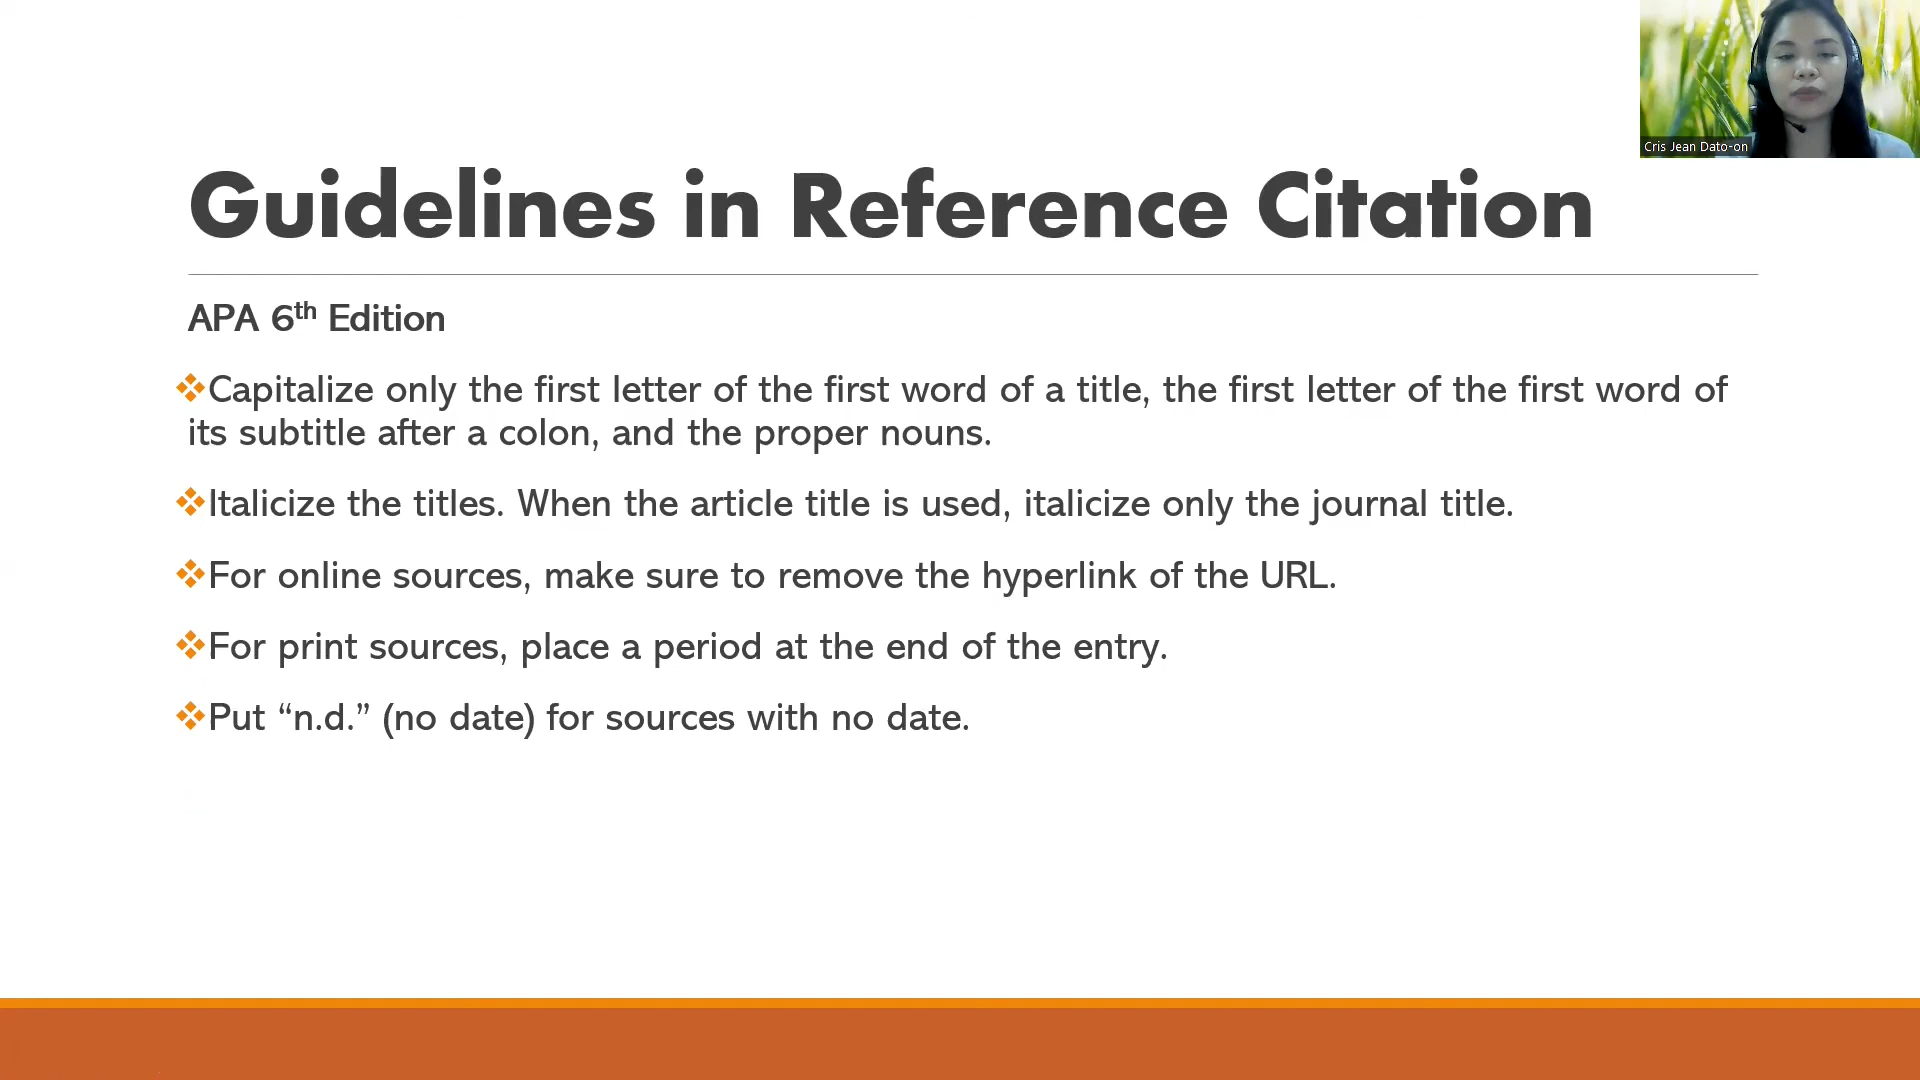 Cris Jean Dato-on
Guidelines in Reference Citation
APA 6th Edition
❖Capitalize only the first letter of the first word of a title, the first letter of the first word of
its subtitle after a colon, and the proper nouns.
❖Italicize the titles. When the article title is used, italicize only the journal title.
❖For online sources, make sure to remove the hyperlink of the URL.
❖For print sources, place a period at the end of the entry.
❖Put “n.d.” (no date) for sources with no date.